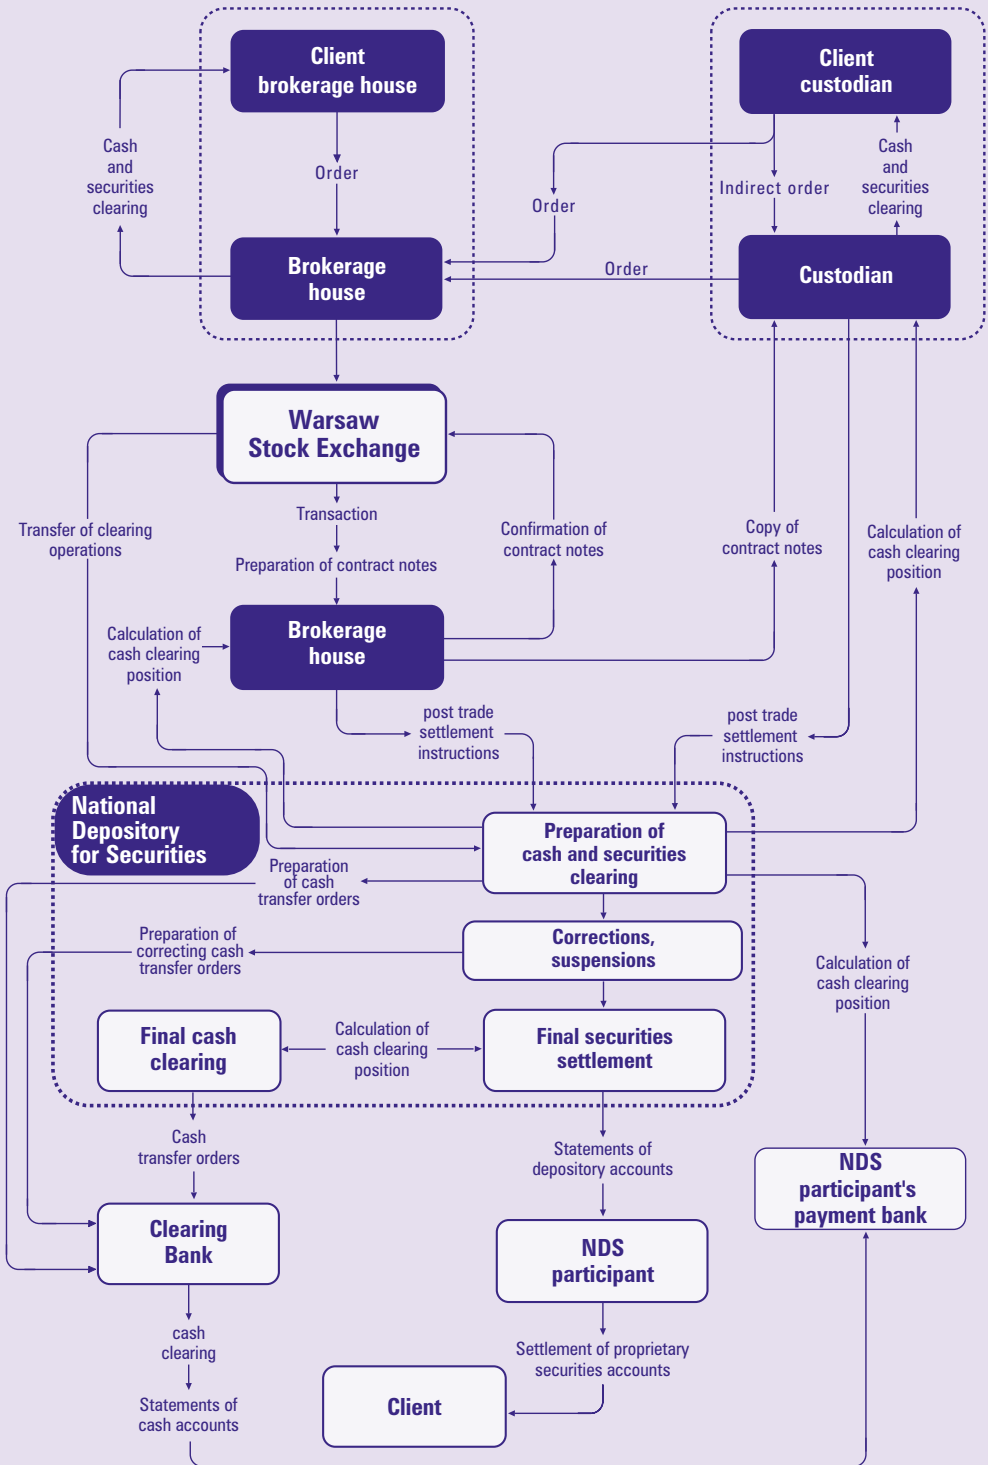 Client
brokerage house
Client
custodian
Cash
and
securities
clearing
Order
Order
Indirect order
Cash
and
securities
clearing
Brokerage
house
Order
Custodian
Warsaw
Stock Exchange
Transfer of clearing
operations
Transaction
Preparation of contract notes
Confirmation of
contract notes
Copy of
contract notes
Calculation of
cash clearing
position
Calculation of
cash clearing
position
Brokerage
house
post trade
settlement
instructions
post trade
settlement
instructions
National
Depository
for Securities
Preparation of
cash and securities
clearing
Preparation
of cash
transfer orders
Preparation of
correcting cash
transfer orders
Corrections,
suspensions
Calculation of
cash clearing
position
Final cash
clearing
Calculation of
cash clearing
position
Final securities
settlement
Cash
transfer orders
Statements of
depository accounts
NDS
participant's
payment bank
Clearing
Bank
NDS
participant
cash
clearing
Settlement of proprietary
securities accounts
Statements of
cash accounts
Client